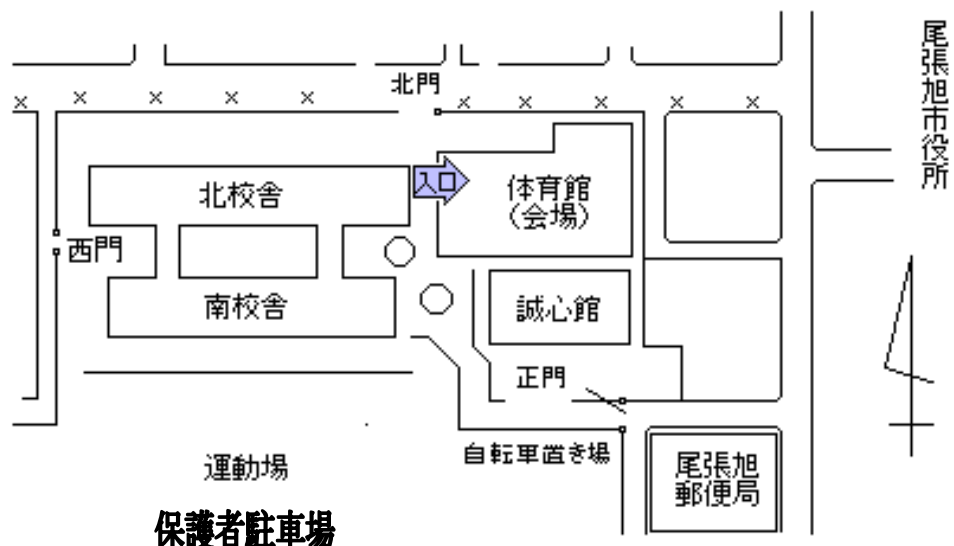 北門
尾張旭市役所
入口
体育館
(会場)
北校舎
西門
南校舎
誠心館
正門
自転車置き場
運動場
尾張旭
郵便局
保護者駐車場